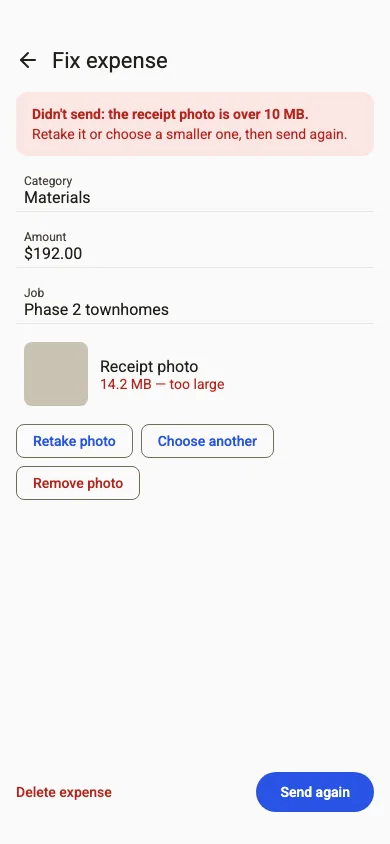 Fix expense
Didn't send: the receipt photo is over 10 MB.
Retake it or choose a smaller one, then send again.
Category
Materials
Amount
$192.00
Job
Phase 2 townhomes
Receipt photo
14.2 MB — too large
Retake photo
Choose another
Remove photo
Delete expense
Send again